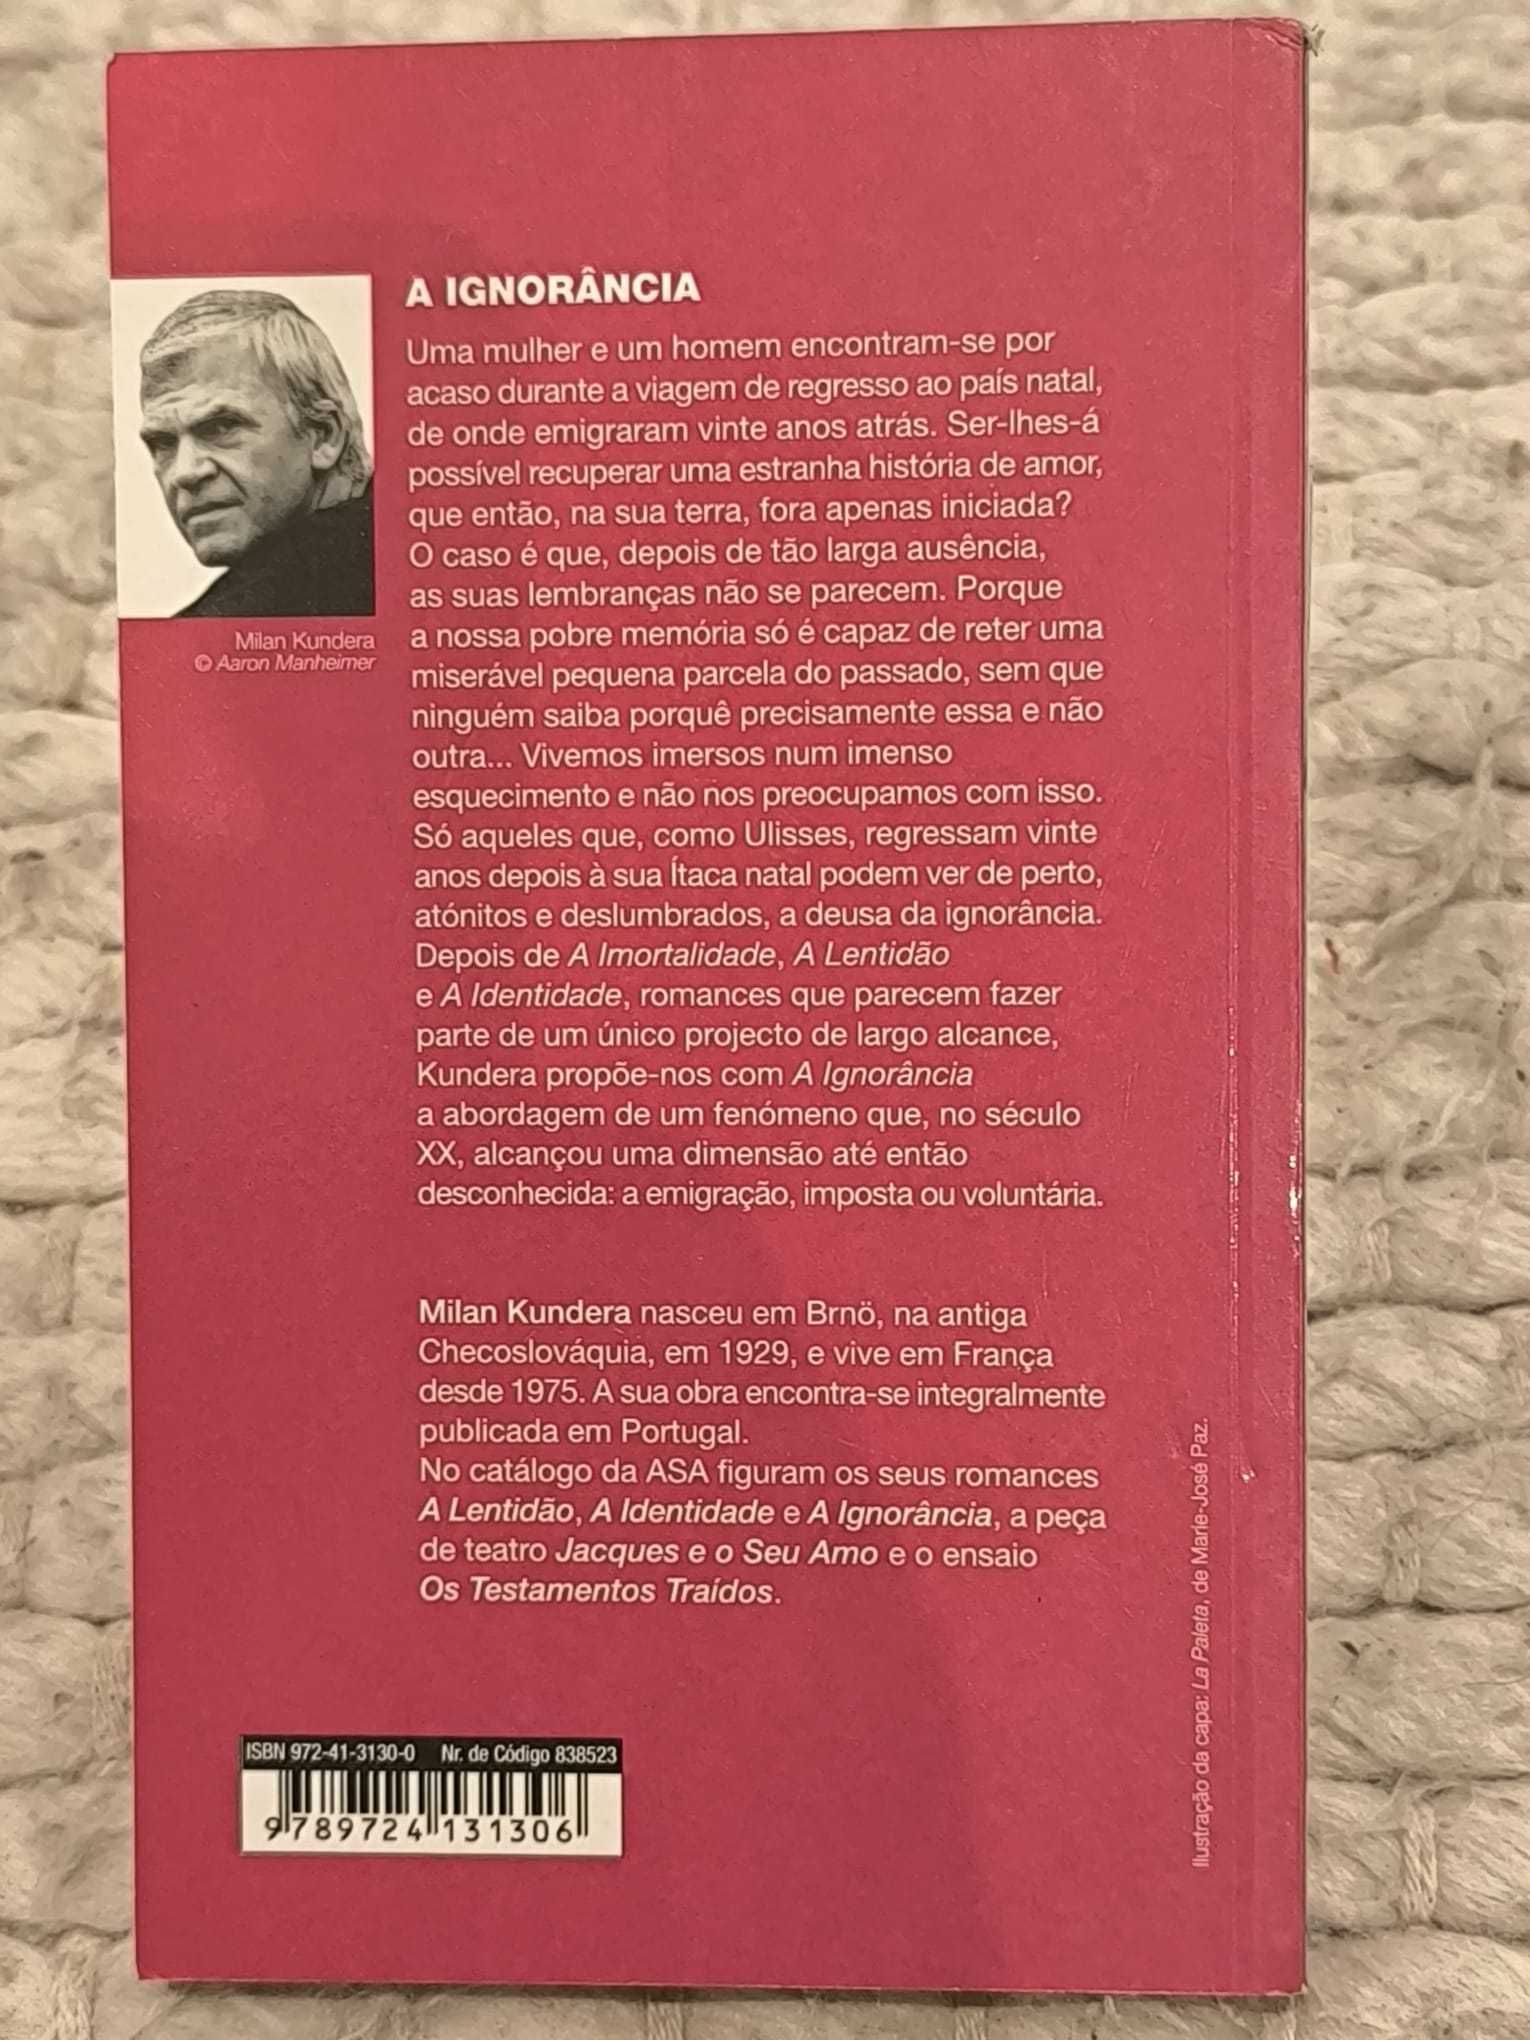 A IGNORÂNCIA
Uma mulher e um homem encontram-se por
acaso durante a viagem de regresso ao país natal,
de onde emigraram vinte anos atrás. Ser-lhes-á
possível recuperar uma estranha história de amor,
que então, na sua terra, fora apenas iniciada?
O caso é que, depois de tão larga ausência,
as suas lembranças não se parecem. Porque
a nossa pobre memória só é capaz de reter uma
miserável pequena parcela do passado, sem que
ninguém saiba porquê precisamente essa e não
outra... Vivemos imersos num imenso
esquecimento e não nos preocupamos com isso.
Só aqueles que, como Ulisses, regressam vinte
anos depois à sua Ítaca natal podem ver de perto,
atónitos e deslumbrados, a deusa da ignorância.
Depois de A Imortalidade, A Lentidão
e A Identidade, romances que parecem fazer
parte de um único projecto de largo alcance,
Kundera propõe-nos com A Ignorância
a abordagem de um fenómeno que, no século
XX, alcançou uma dimensão até então
desconhecida: a emigração, imposta ou voluntária.
Milan Kundera
© Aaron Manheimer
Milan Kundera nasceu em Brnö, na antiga
Checoslováquia, em 1929, e vive em França
desde 1975. A sua obra encontra-se integralmente
publicada em Portugal.
No catálogo da ASA figuram os seus romances
A Lentidão, A Identidade e A Ignorância, a peça
de teatro Jacques e o Seu Amo e o ensaio
Os Testamentos Traídos.
Ilustração da capa: La Paleta, de Marie-José Paz.
ISBN 972-41-3130-0 Nr. de Código 838523
9789724131306